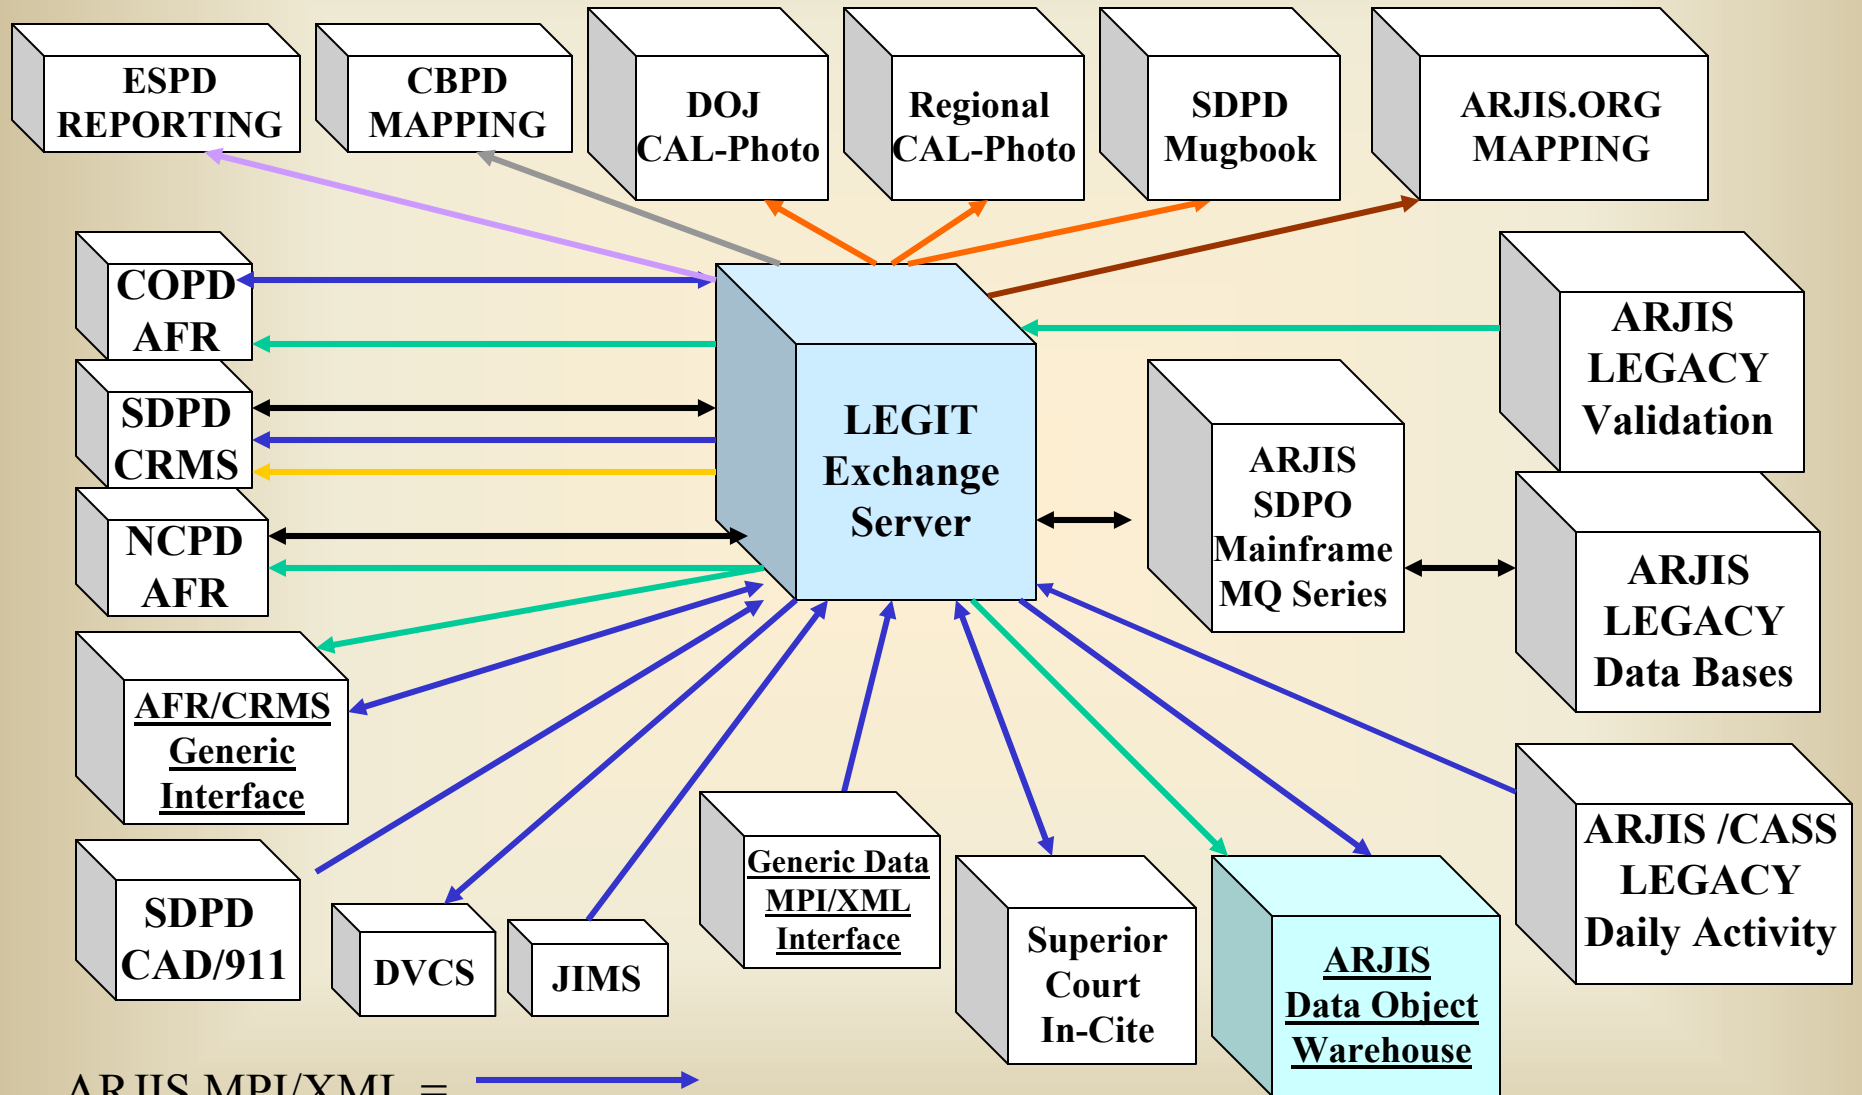 ESPD
REPORTING
CBPD
MAPPING
DOJ
CAL-Photo
Regional
CAL-Photo
SDPD
Mugbook
ARJIS.ORG
MAPPING
COPD
AFR
SDPD
CRMS
NCPD
AFR
LEGIT
Exchange
Server
ARJIS
LEGACY
Validation
ARJIS
SDPO
Mainframe
MQ Series
ARJIS
LEGACY
Data Bases
AFR/CRMS
Generic
Interface
SDPD
CAD/911
DVCS
JIMS
Generic Data
MPI/XML
Interface
Superior
Court
In-Cite
ARJIS
Data Object
Warehouse
ARJIS /CASS
LEGACY
Daily Activity
ARJIS MPI/XML =